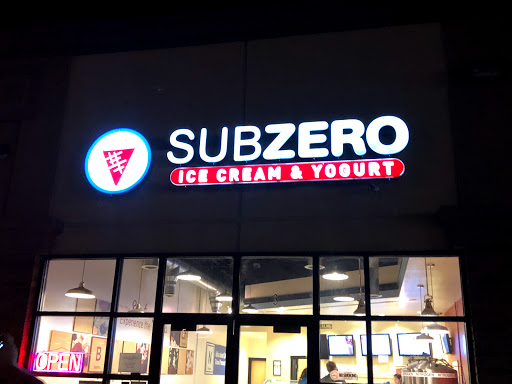 SUBZERO
ICE CREAM & YOGURT
OPEN